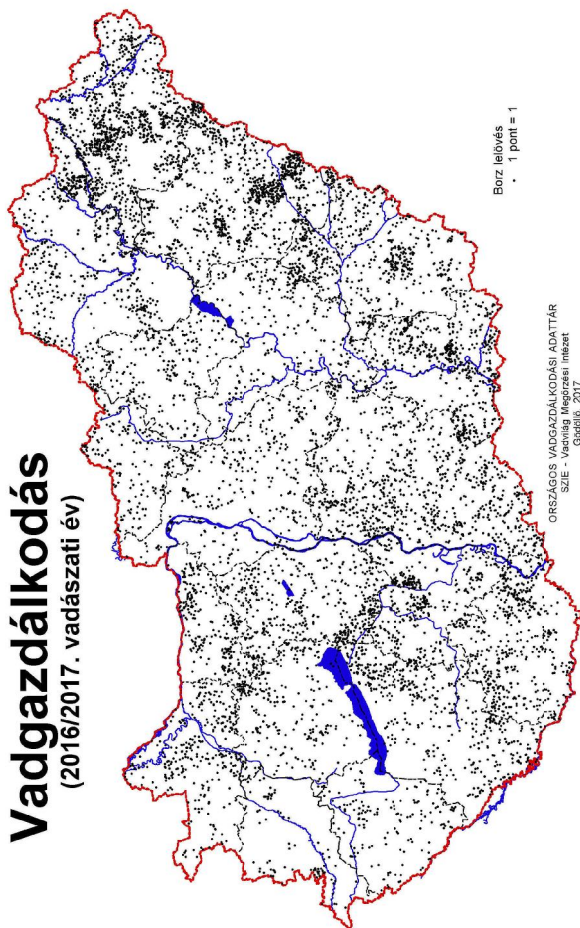 Vadgazdálkodás
(2016/2017. vadászati év)
Borz lelövés
• 1 pont = 1
ORSZÁGOS VADGAZDÁLKODÁSI ADATTÁR
SZIE - Vadvilág Megőrzési Intézet
Gödöllő, 2017